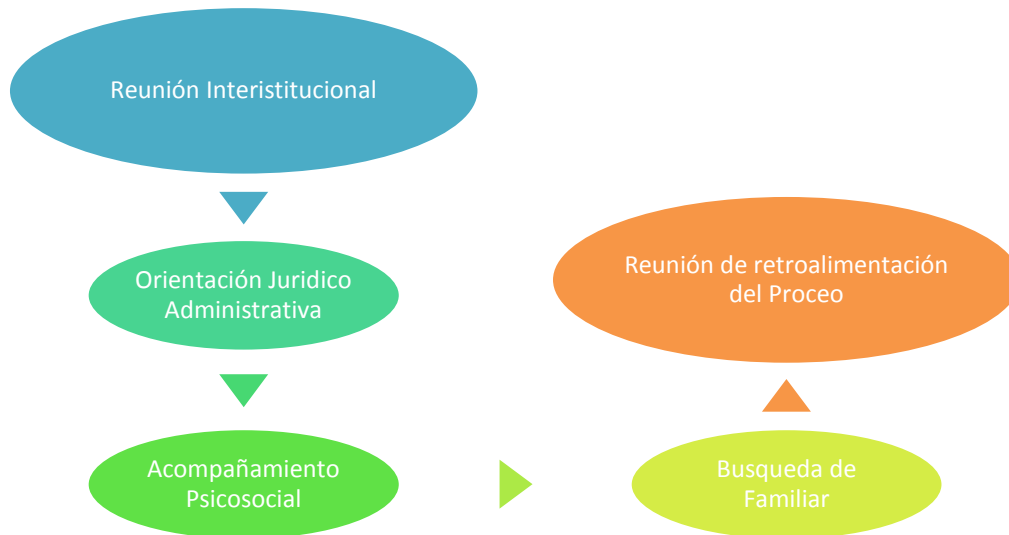 Reunión Interistitucional
Orientación Juridico
Administrativa
Acompañamiento
Psicosocial
Busqueda de
Familiar
Reunión de retroalimentación
del Proceo